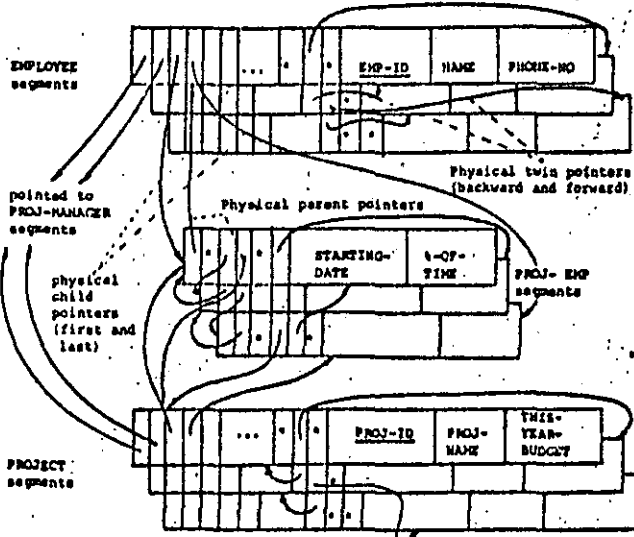 EMPLOYEE
segments
...
EMP-ID
NAME
PHONE-NO
Physical twin pointers
(backward and forward)
pointed to
PROJ-MANAGER
segments
Physical parent pointers
physical
child
pointers
(first and
last)
STARTING-
DATE
%-OF-
TIME
PROJ-EMP
segments
PROJECT
segments
...
PROJ-ID
PROJ-
NAME
THIS-
YEAR-
BUDGET